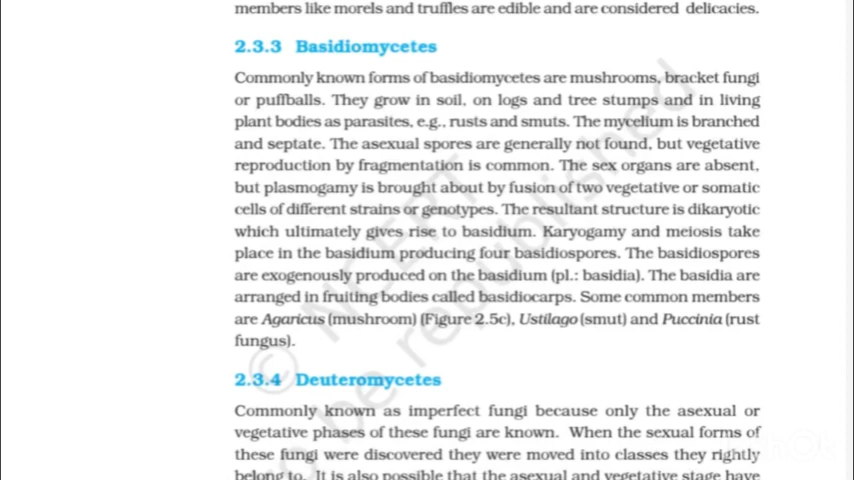 members like morels and truffles are edible and are considered delicacies.
2.3.3 Basidiomycetes
Commonly known forms of basidiomycetes are mushrooms, bracket fungi
or puffballs. They grow in soil, on logs and tree stumps and in living
plant bodies as parasites, e.g., rusts and smuts. The mycelium is branched
and septate. The asexual spores are generally not found, but vegetative
reproduction by fragmentation is common. The sex organs are absent,
but plasmogamy is brought about by fusion of two vegetative or somatic
cells of different strains or genotypes. The resultant structure is dikaryotic
which ultimately gives rise to basidium. Karyogamy and meiosis take
place in the basidium producing four basidiospores. The basidiospores
are exogenously produced on the basidium (pl.: basidia). The basidia are
arranged in fruiting bodies called basidiocarps. Some common members
are Agaricus (mushroom) (Figure 2.5c), Ustilago (smut) and Puccinia (rust
fungus).
2.3.4 Deuteromycetes
Commonly known as imperfect fungi because only the asexual or
vegetative phases of these fungi are known. When the sexual forms of
these fungi were discovered they were moved into classes they rightly
belong to. It is also possible that the asexual and vegetative stage have
© NCERT
to be republished